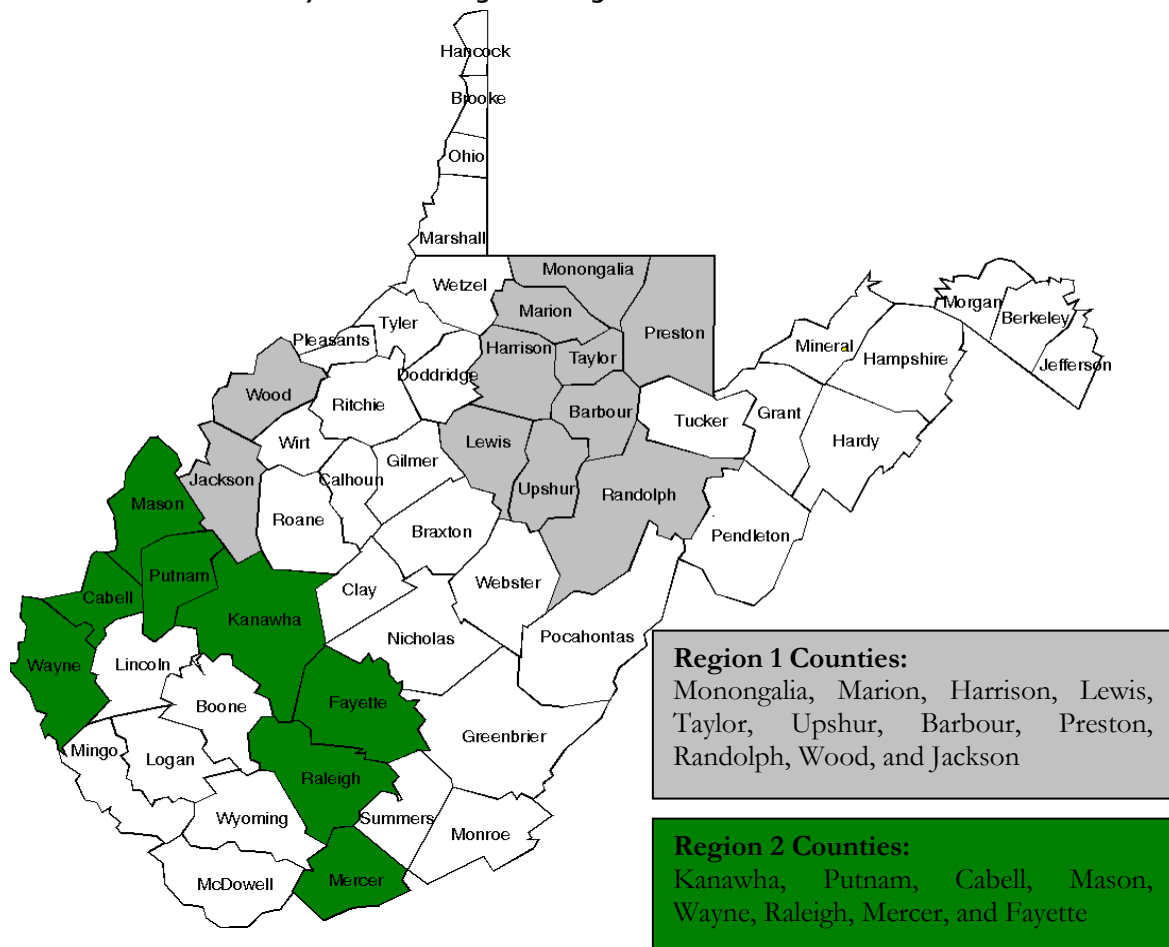 Hancock
Brooke
Ohio
Marshall
Wetzel
Monongalia
Marion
Preston
Tyler
Pleasants
Harrison
Taylor
Doddridge
Wood
Ritchie
Barbour
Tucker
Grant
Mineral
Hampshire
Morgan
Berkeley
Jefferson
Hardy
Wirt
Lewis
Gilmer
Calhoun
Jackson
Upshur
Randolph
Mason
Roane
Braxton
Pendleton
Putnam
Cabell
Clay
Webster
Kanawha
Nicholas
Pocahontas
Wayne
Lincoln
Boone
Fayette
Greenbrier
Mingo
Logan
Raleigh
Wyoming
Summers
Monroe
McDowell
Mercer
Region 1 Counties:
Monongalia, Marion, Harrison, Lewis,
Taylor, Upshur, Barbour, Preston,
Randolph, Wood, and Jackson
Region 2 Counties:
Kanawha, Putnam, Cabell, Mason,
Wayne, Raleigh, Mercer, and Fayette